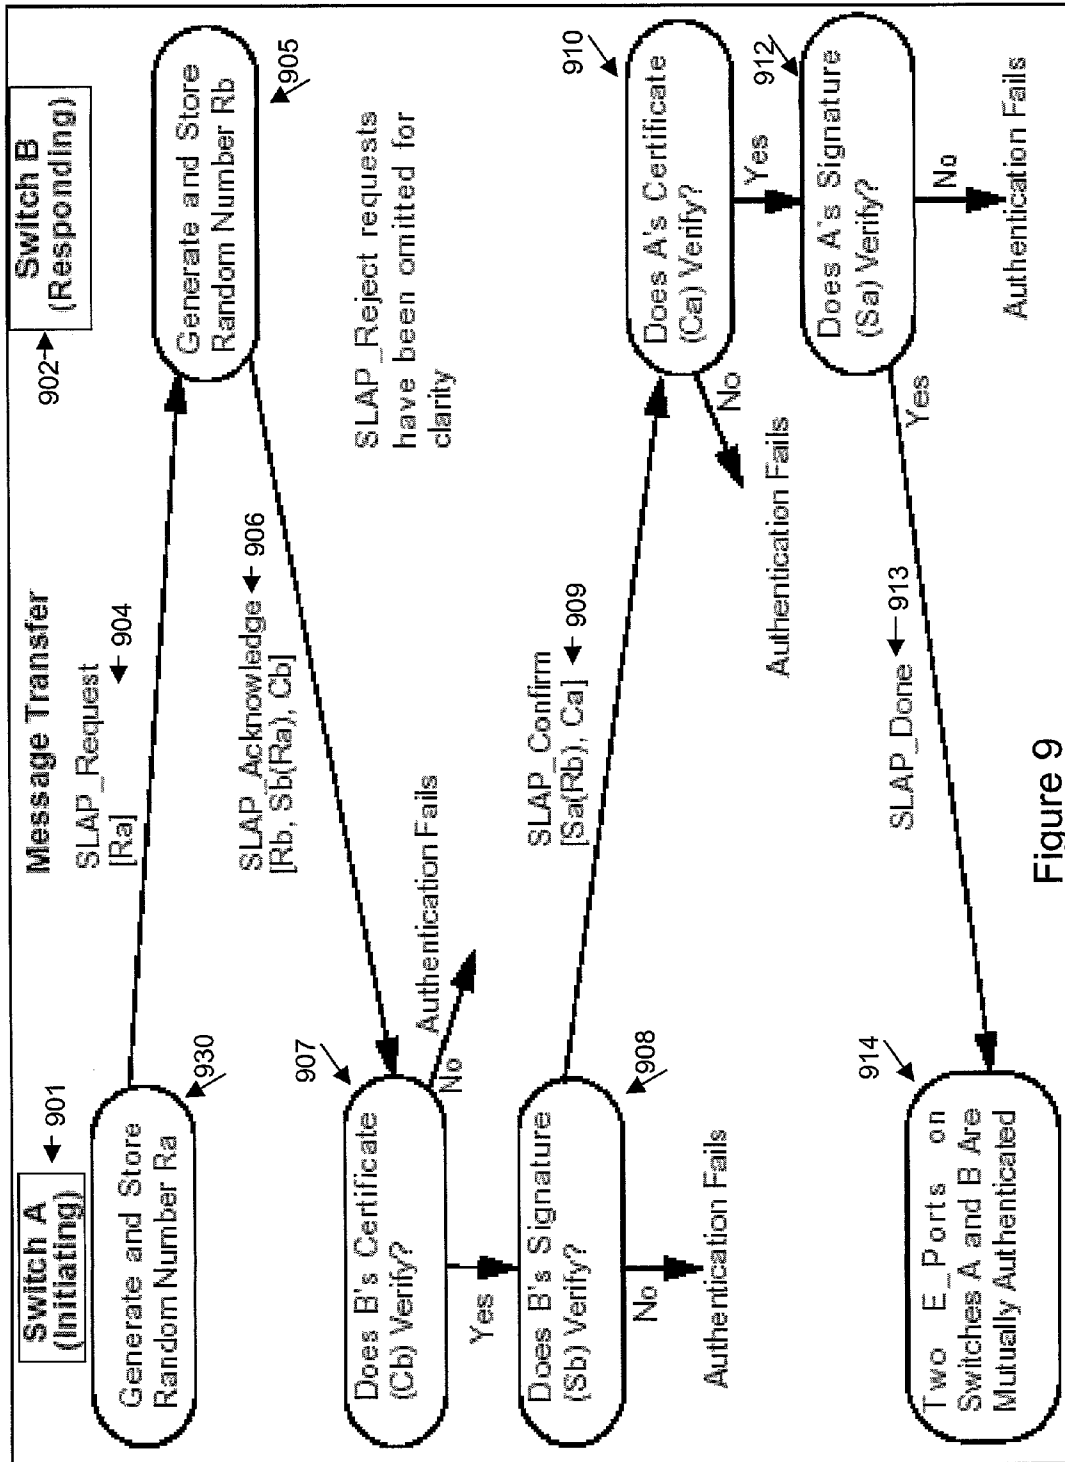 Switch A
(Initiating)
901
Message Transfer
Switch B
(Responding)
902
Generate and Store
Random Number Ra
930
SLAP_Request
[Ra]
904
Generate and Store
Random Number Rb
905
SLAP_Acknowledge
[Rb, Sb(Ra), Cb]
906
SLAP_Reject requests
have been omitted for
clarity
907
Does B's Certificate
(Cb) Verify?
No
Authentication Fails
Yes
Does B's Signature
(Sb) Verify?
908
No
Authentication Fails
SLAP_Confirm
[Sa(Rb), Ca]
909
910
Does A's Certificate
(Ca) Verify?
No
Authentication Fails
Yes
912
Does A's Signature
(Sa) Verify?
No
Authentication Fails
Yes
SLAP_Done
913
914
Two E_Ports on
Switches A and B Are
Mutually Authenticated
Figure 9